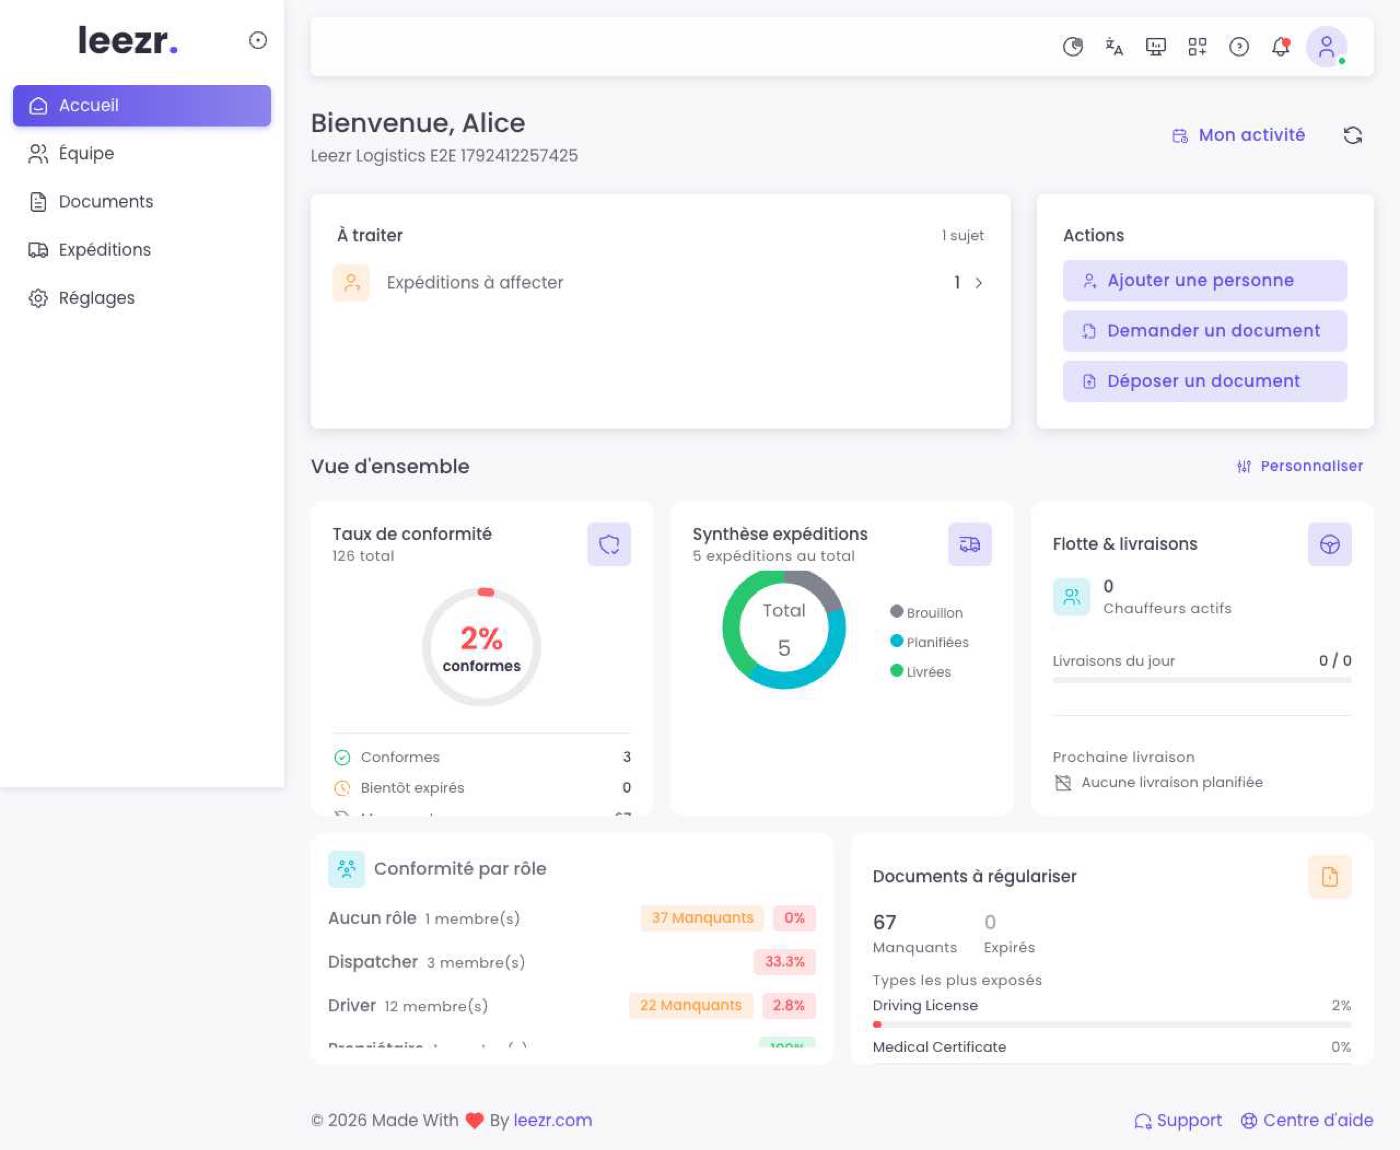 leezr.
Accueil
Équipe
Documents
Expéditions
Réglages
Bienvenue, Alice
Leezr Logistics E2E 1792412257425
Mon activité
À traiter
1 sujet
Expéditions à affecter
1
Actions
Ajouter une personne
Demander un document
Déposer un document
Vue d'ensemble
Personnaliser
Taux de conformité
126 total
2%
conformes
Conformes 3
Bientôt expirés 0
Synthèse expéditions
5 expéditions au total
Total
5
Brouillon
Planifiées
Livrées
Flotte & livraisons
0
Chauffeurs actifs
Livraisons du jour 0 / 0
Prochaine livraison
Aucune livraison planifiée
Conformité par rôle
Aucun rôle 1 membre(s) 37 Manquants 0%
Dispatcher 3 membre(s) 33.3%
Driver 12 membre(s) 22 Manquants 2.8%
Documents à régulariser
67 0
Manquants Expirés
Types les plus exposés
Driving License 2%
Medical Certificate 0%
© 2026 Made With By leezr.com
Support Centre d'aide